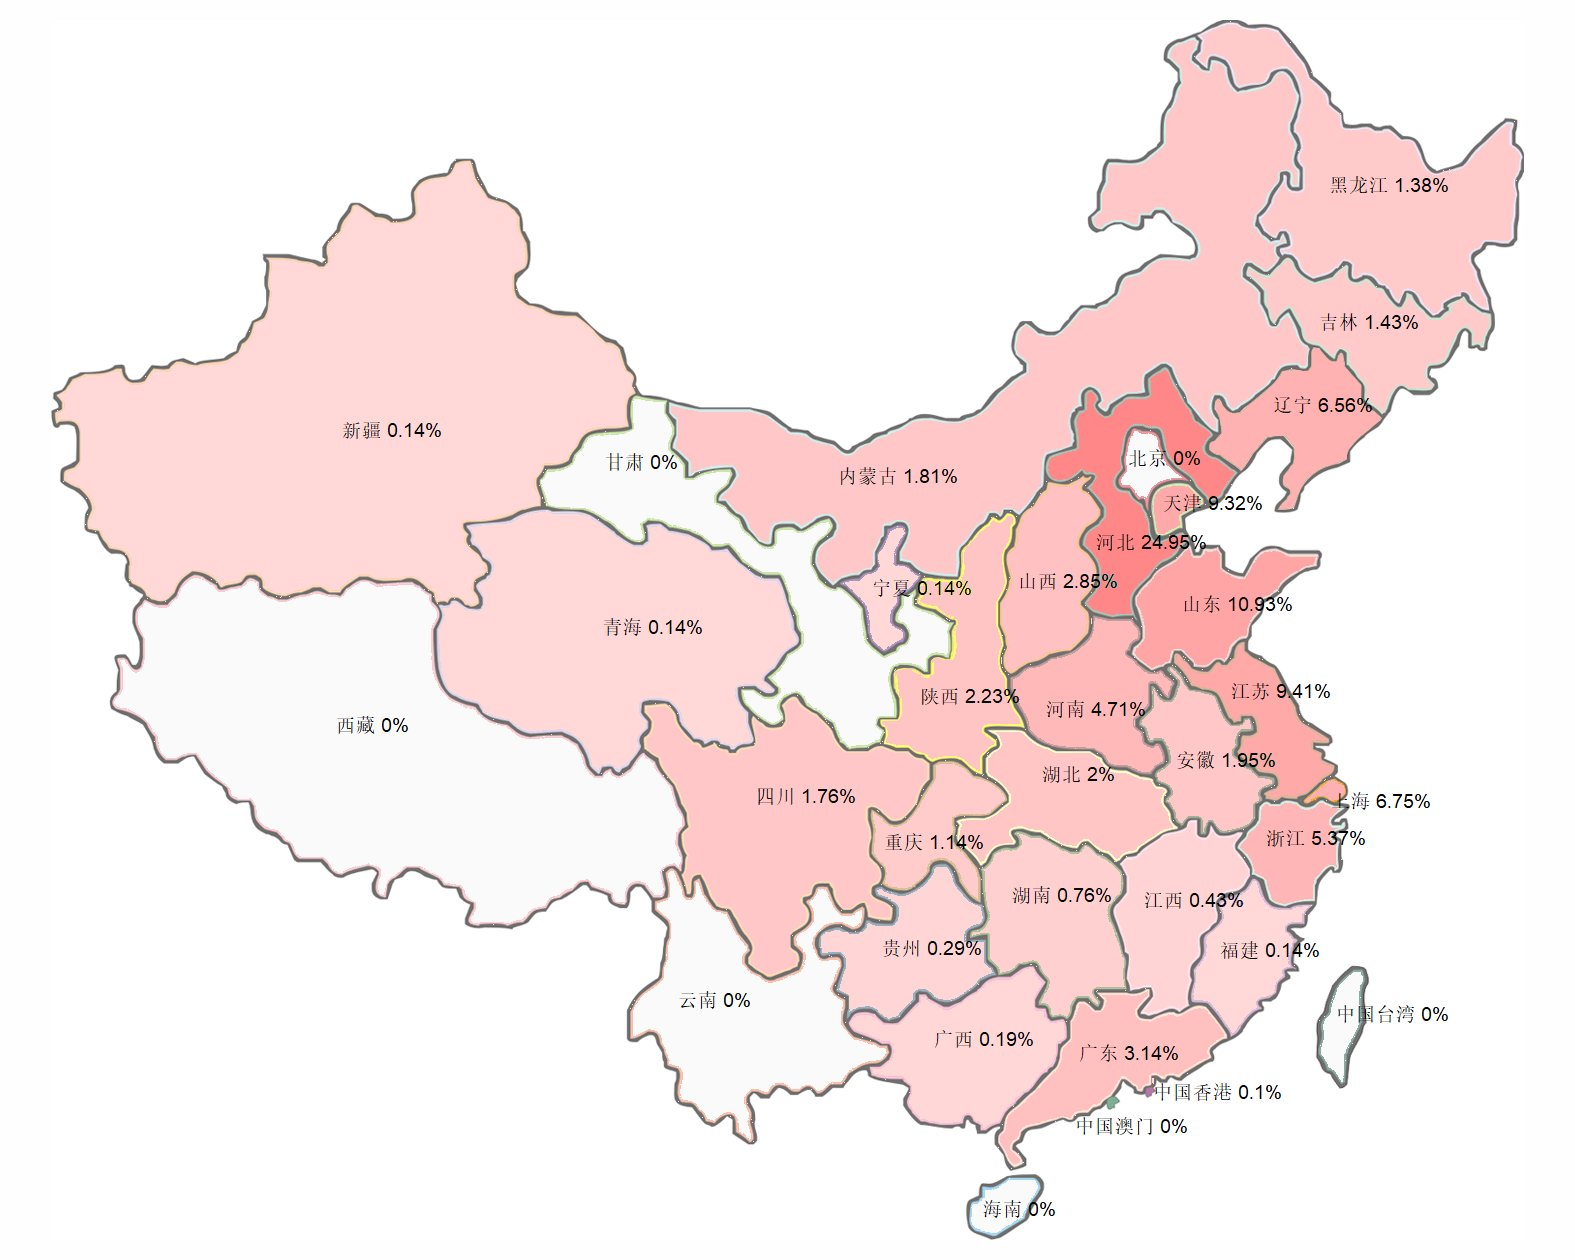 黑龙江 1.38%
吉林 1.43%
辽宁 6.56%
新疆 0.14%
甘肃 0%
内蒙古 1.81%
北京 0%
天津 9.32%
河北 24.95%
山西 2.85%
宁夏 0.14%
山东 10.93%
青海 0.14%
陕西 2.23%
河南 4.71%
江苏 9.41%
西藏 0%
安徽 1.95%
湖北 2%
四川 1.76%
上海 6.75%
浙江 5.37%
重庆 1.14%
湖南 0.76%
江西 0.43%
贵州 0.29%
福建 0.14%
云南 0%
中国台湾 0%
广西 0.19%
广东 3.14%
中国香港 0.1%
中国澳门 0%
海南 0%